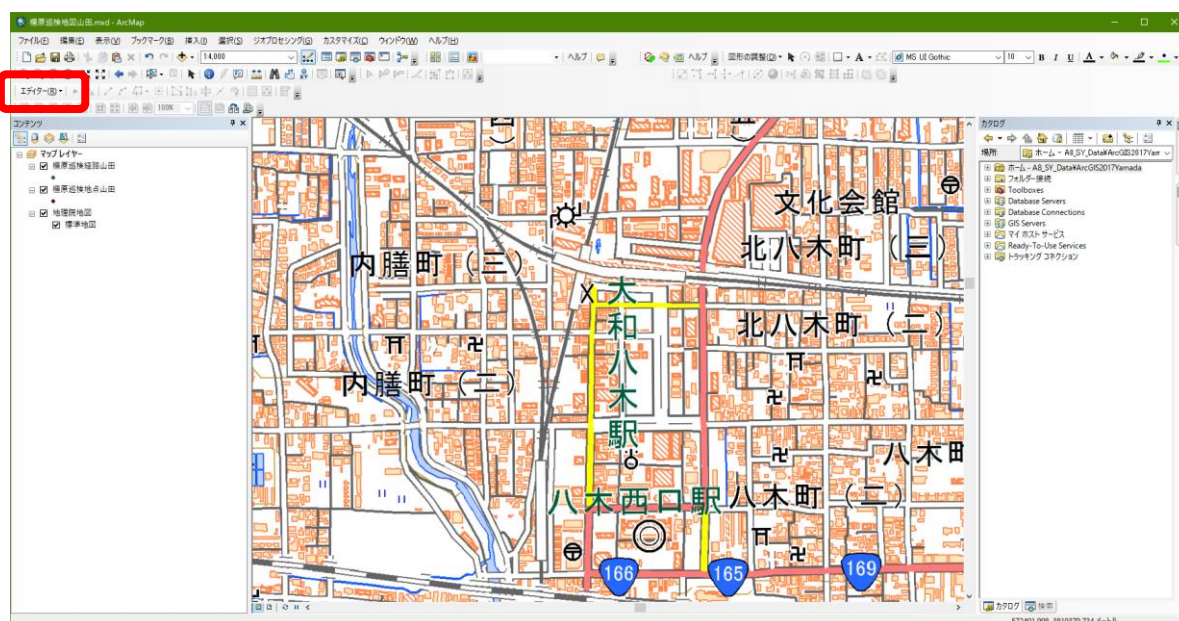 橿原巡検地図山田.mxd - ArcMap
ファイル(F) 編集(E) 表示(V) ブックマーク(B) 挿入(I) 選択(S) ジオプロセシング(G) カスタマイズ(C) ウィンドウ(W) ヘルプ(H)
1:4,000
ヘルプ
ヘルプ
図形の調整(D)
A
MS UI Gothic
10
B I U A
エディター(R)
100%
コンテンツ
マップ レイヤー
橿原巡検経路山田
橿原巡検地点山田
地理院地図
標準地図
文化会館
北八木町(三)
内膳町(三)
大和八木駅
北八木町(二)
内膳町(二)
八木町
八木西口駅
八木町(二)
166
165
169
カタログ
場所:
ホーム - A8_SY_Data¥ArcGIS2017Yam
ホーム - A8_SY_Data¥ArcGIS2017Yamada
フォルダー接続
Toolboxes
Database Servers
Database Connections
GIS Servers
マイ ホスト サービス
Ready-To-Use Services
トラッキング コネクション
カタログ
検索